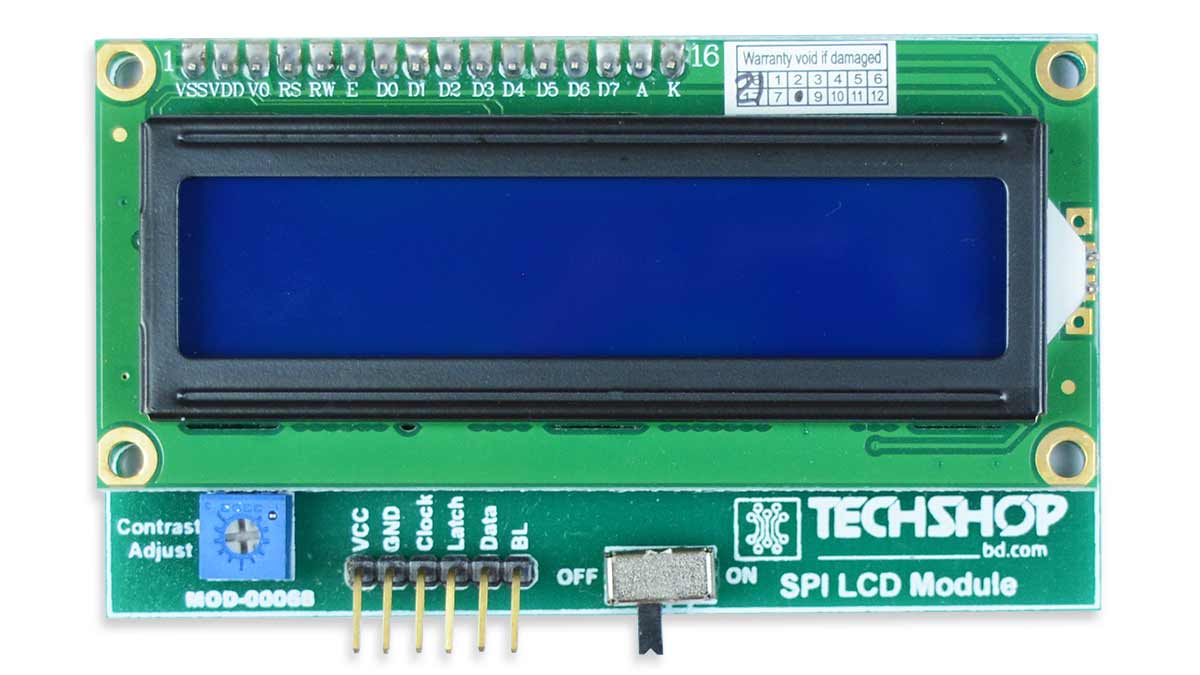 1 16
VSS VDD V0 RS RW E D0 D1 D2 D3 D4 D5 D6 D7 A K
Warranty void if damaged
1 2 3 4 5 6
7 9 10 11 12
Contrast
Adjust
MOD-00068
VCC
GND
Clock
Latch
Data
BL
OFF
ON
TECHSHOP
bd.com
SPI LCD Module